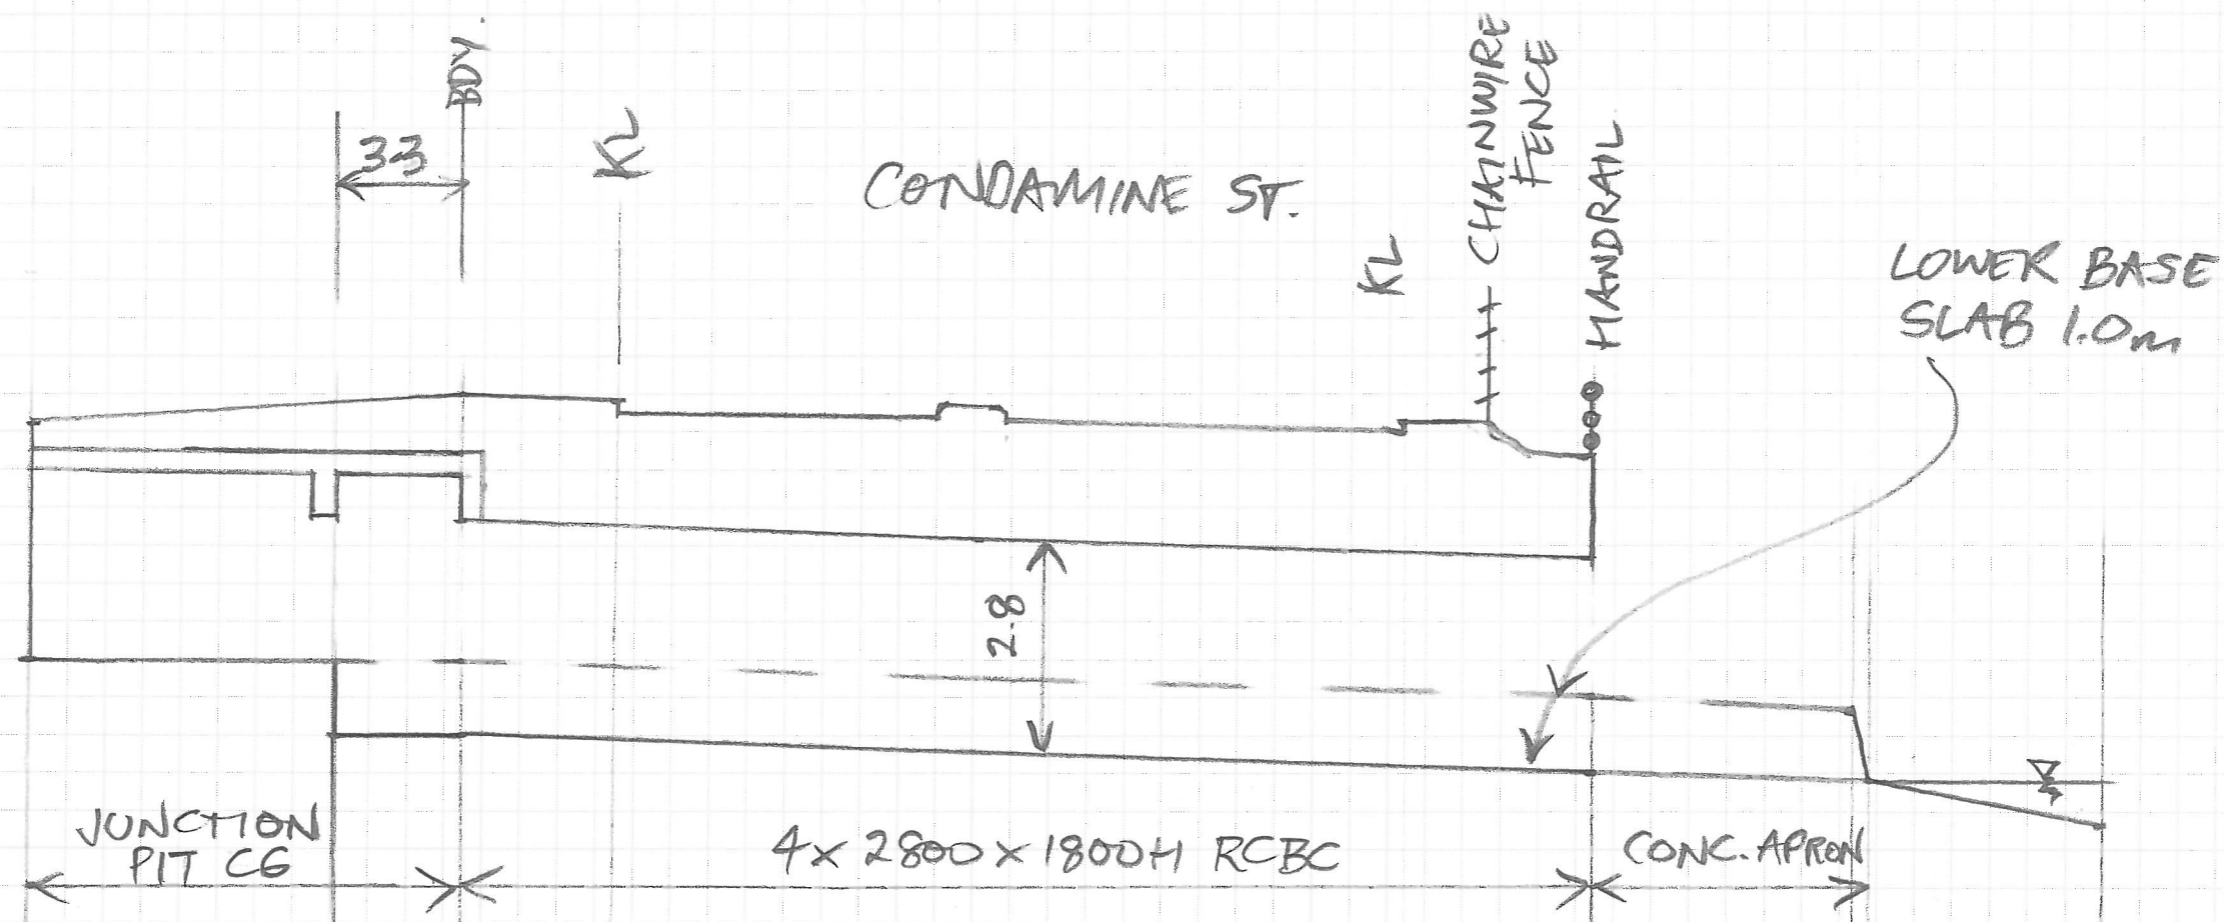 BDY.
3.3
KL
CONDAMINE ST.
KL
CHAINWIRE
FENCE
HANDRAIL
LOWER BASE
SLAB 1.0m
2.8
JUNCTION
PIT C6
4x 2800 x 1800H RCBC
CONC. APRON